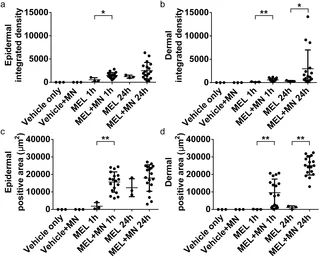 a
*
15000
10000
5000
0
Epidermal
integrated density
Vehicle only
Vehicle+MN
MEL 1h
MEL+MN 1h
MEL 24h
MEL+MN 24h
b
**
*
15000
10000
5000
0
Dermal
integrated density
Vehicle only
Vehicle+MN
MEL 1h
MEL+MN 1h
MEL 24h
MEL+MN 24h
c
**
40000
30000
20000
10000
0
Epidermal
positive area (μm²)
Vehicle only
Vehicle+MN
MEL 1h
MEL+MN 1h
MEL 24h
MEL+MN 24h
d
**
**
40000
30000
20000
10000
0
Dermal
positive area (μm²)
Vehicle only
Vehicle+MN
MEL 1h
MEL+MN 1h
MEL 24h
MEL+MN 24h